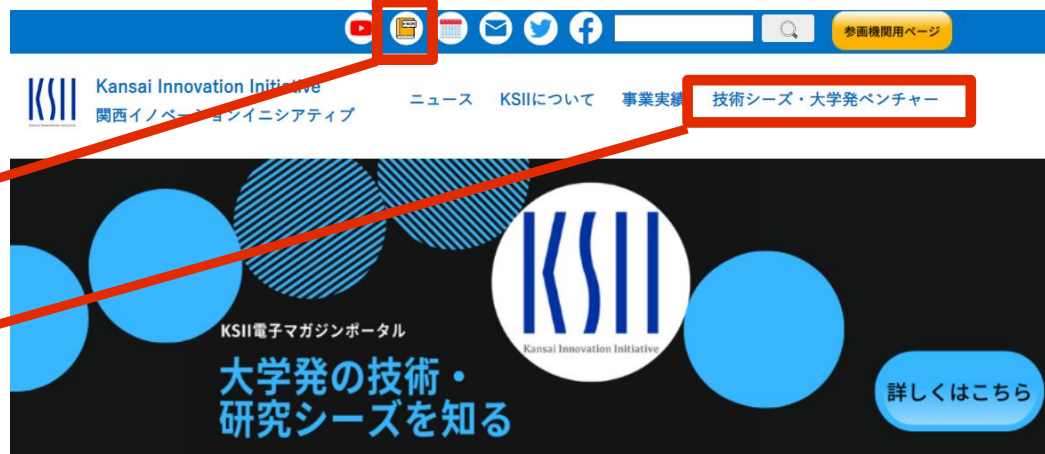 参画機関用ページ
KSII
Kansai Innovation Initiative
Kansai Innovation Initiative
関西イノベーションイニシアティブ
ニュース KSIIについて 事業実績 技術シーズ・大学発ベンチャー
KSII
Kansai Innovation Initiative
KSII電子マガジンポータル
大学発の技術・
研究シーズを知る
詳しくはこちら